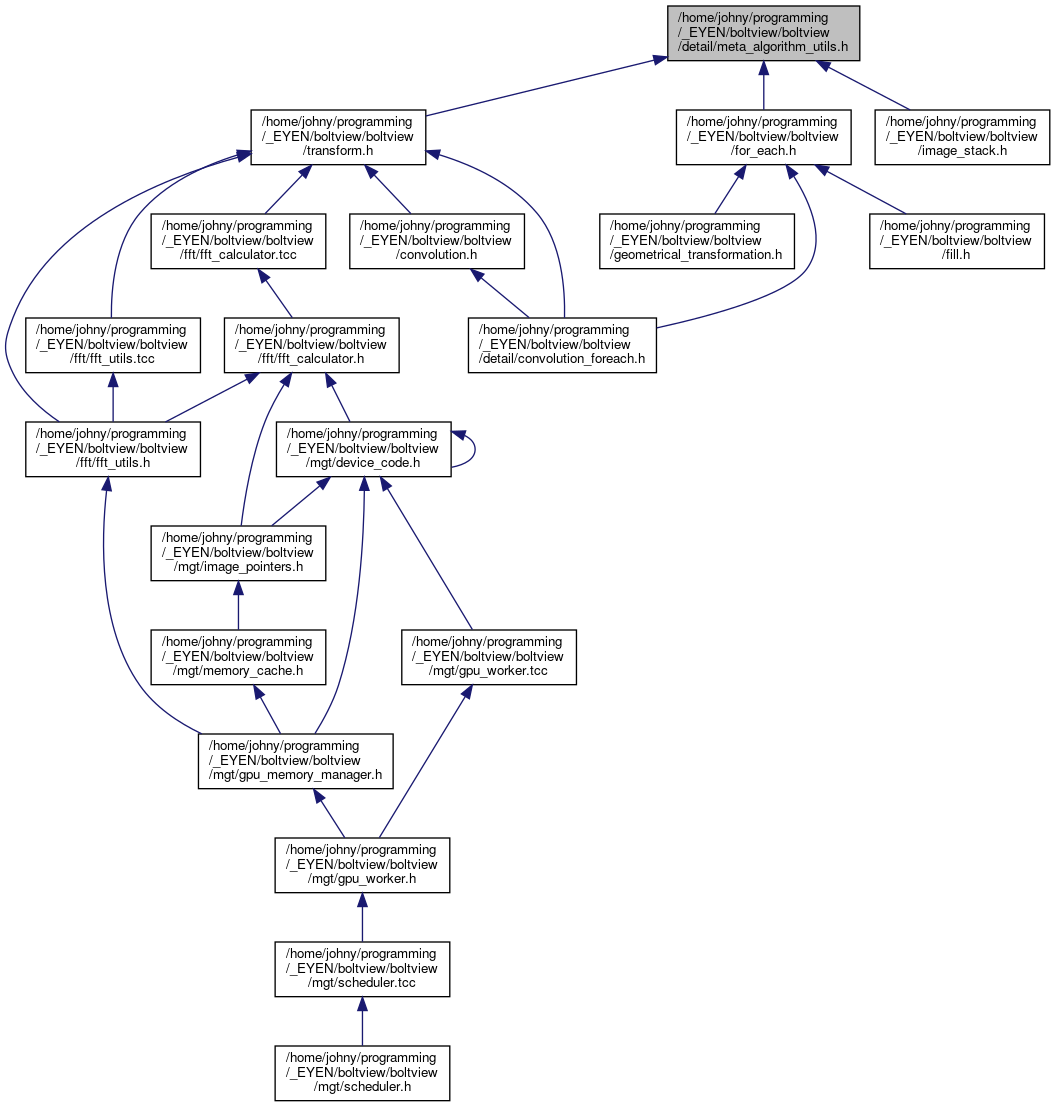 /home/johny/programming
/_EYEN/boltview/boltview
/detail/meta_algorithm_utils.h
/home/johny/programming
/_EYEN/boltview/boltview
/transform.h
/home/johny/programming
/_EYEN/boltview/boltview
/for_each.h
/home/johny/programming
/_EYEN/boltview/boltview
/image_stack.h
/home/johny/programming
/_EYEN/boltview/boltview
/fft/fft_calculator.tcc
/home/johny/programming
/_EYEN/boltview/boltview
/convolution.h
/home/johny/programming
/_EYEN/boltview/boltview
/geometrical_transformation.h
/home/johny/programming
/_EYEN/boltview/boltview
/fill.h
/home/johny/programming
/_EYEN/boltview/boltview
/fft/fft_utils.tcc
/home/johny/programming
/_EYEN/boltview/boltview
/fft/fft_calculator.h
/home/johny/programming
/_EYEN/boltview/boltview
/detail/convolution_foreach.h
/home/johny/programming
/_EYEN/boltview/boltview
/fft/fft_utils.h
/home/johny/programming
/_EYEN/boltview/boltview
/mgt/device_code.h
/home/johny/programming
/_EYEN/boltview/boltview
/mgt/image_pointers.h
/home/johny/programming
/_EYEN/boltview/boltview
/mgt/memory_cache.h
/home/johny/programming
/_EYEN/boltview/boltview
/mgt/gpu_worker.tcc
/home/johny/programming
/_EYEN/boltview/boltview
/mgt/gpu_memory_manager.h
/home/johny/programming
/_EYEN/boltview/boltview
/mgt/gpu_worker.h
/home/johny/programming
/_EYEN/boltview/boltview
/mgt/scheduler.tcc
/home/johny/programming
/_EYEN/boltview/boltview
/mgt/scheduler.h